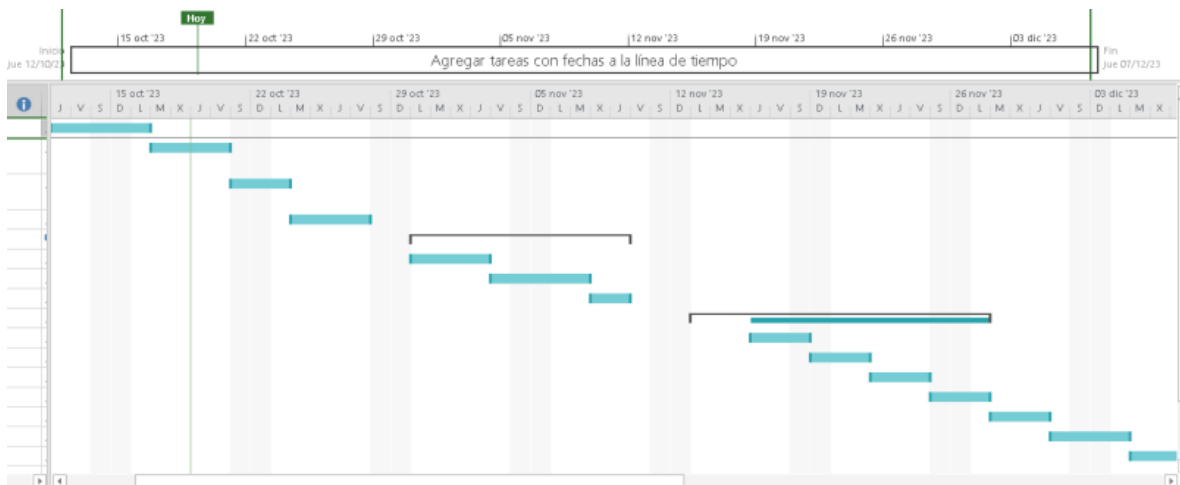 Hoy
15 oct '23 22 oct '23 29 oct '23 05 nov '23 12 nov '23 19 nov '23 26 nov '23 03 dic '23
Inicio
Jue 12/10/23
Agregar tareas con fechas a la línea de tiempo
Fin
Jue 07/12/23
15 oct '23 22 oct '23 29 oct '23 05 nov '23 12 nov '23 19 nov '23 26 nov '23 03 dic '23
J V S D L M X J V S D L M X J V S D L M X J V S D L M X J V S D L M X J V S D L M X J V S D L M X J V S D L M X